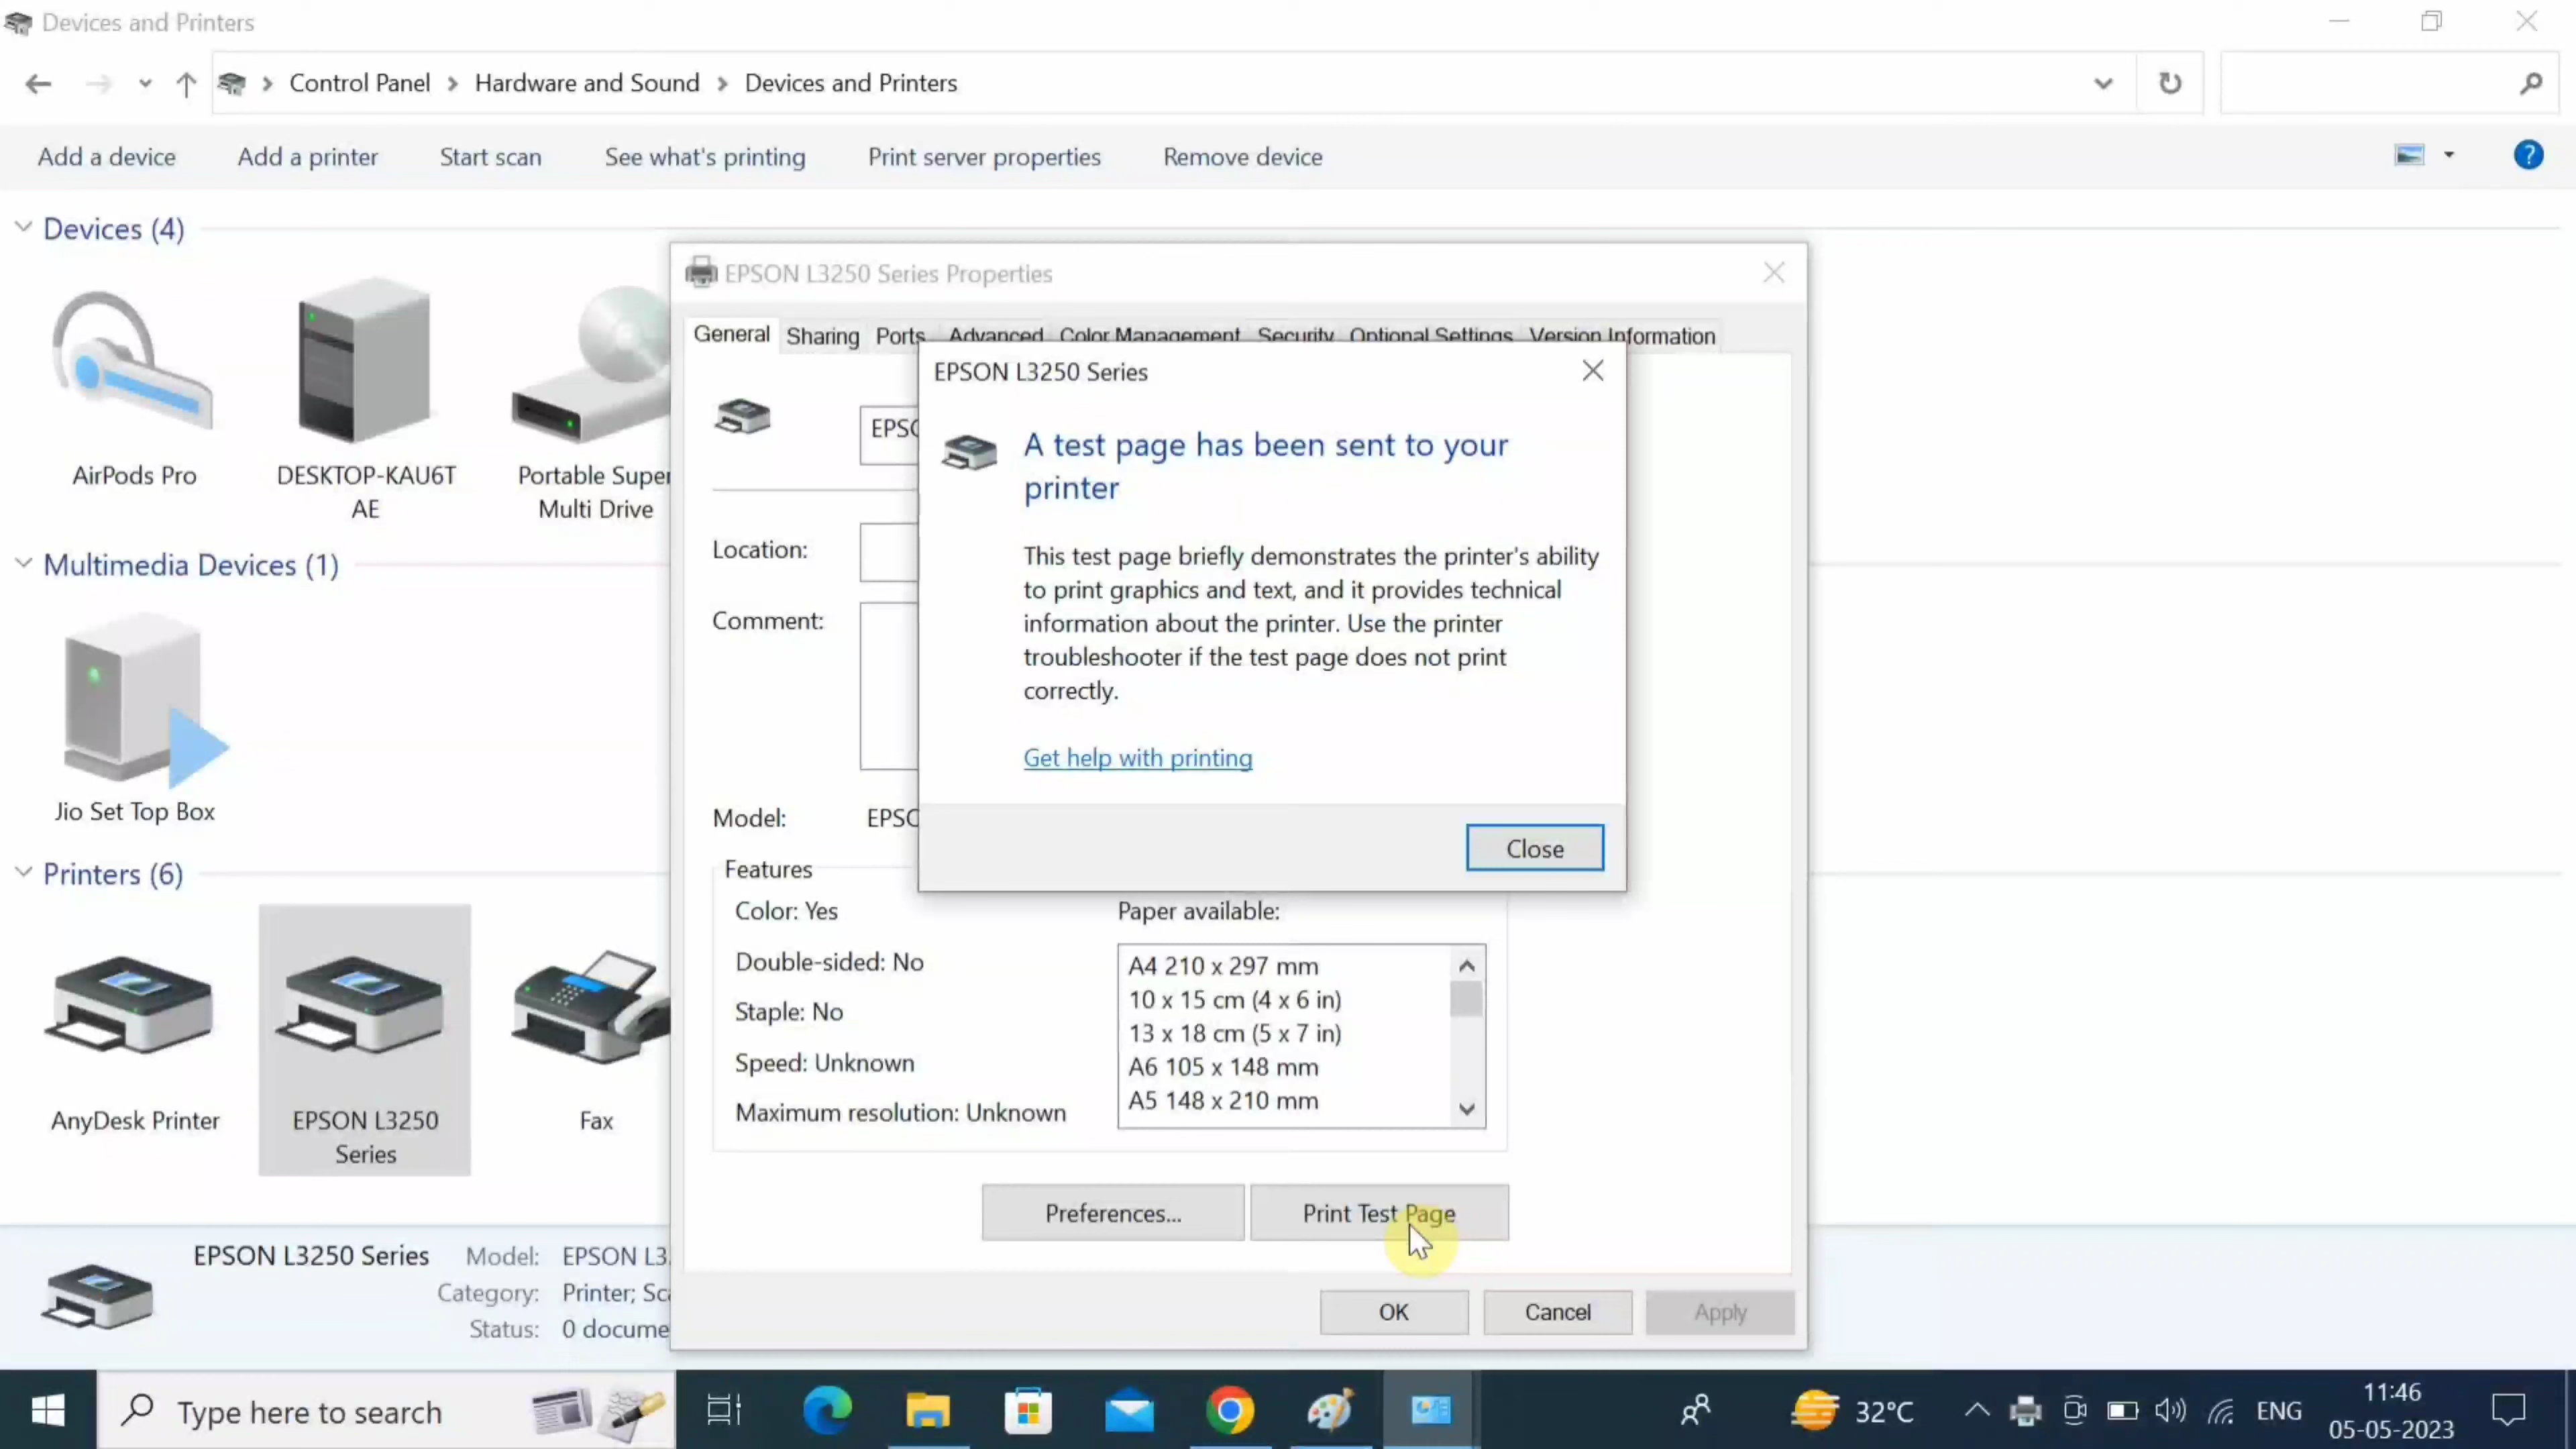 Devices and Printers
Control Panel > Hardware and Sound > Devices and Printers
Add a device Add a printer Start scan See what's printing Print server properties Remove device
Devices (4)
AirPods Pro
DESKTOP-KAU6T
AE
Portable Super
Multi Drive
Multimedia Devices (1)
Jio Set Top Box
Printers (6)
AnyDesk Printer
EPSON L3250
Series
Fax
EPSON L3250 Series Properties
General Sharing Ports Advanced Color Management Security Optional Settings Version Information
EPSO
Location:
Comment:
Model: EPSO
EPSON L3250 Series
A test page has been sent to your
printer
This test page briefly demonstrates the printer's ability
to print graphics and text, and it provides technical
information about the printer. Use the printer
troubleshooter if the test page does not print
correctly.
Get help with printing
Close
Features
Color: Yes
Double-sided: No
Staple: No
Speed: Unknown
Maximum resolution: Unknown
Paper available:
A4 210 x 297 mm
10 x 15 cm (4 x 6 in)
13 x 18 cm (5 x 7 in)
A6 105 x 148 mm
A5 148 x 210 mm
Preferences... Print Test Page
OK Cancel Apply
EPSON L3250 Series Model: EPSON L3
Category: Printer; Sca
Status: 0 docume
Type here to search
32°C
ENG
11:46
05-05-2023